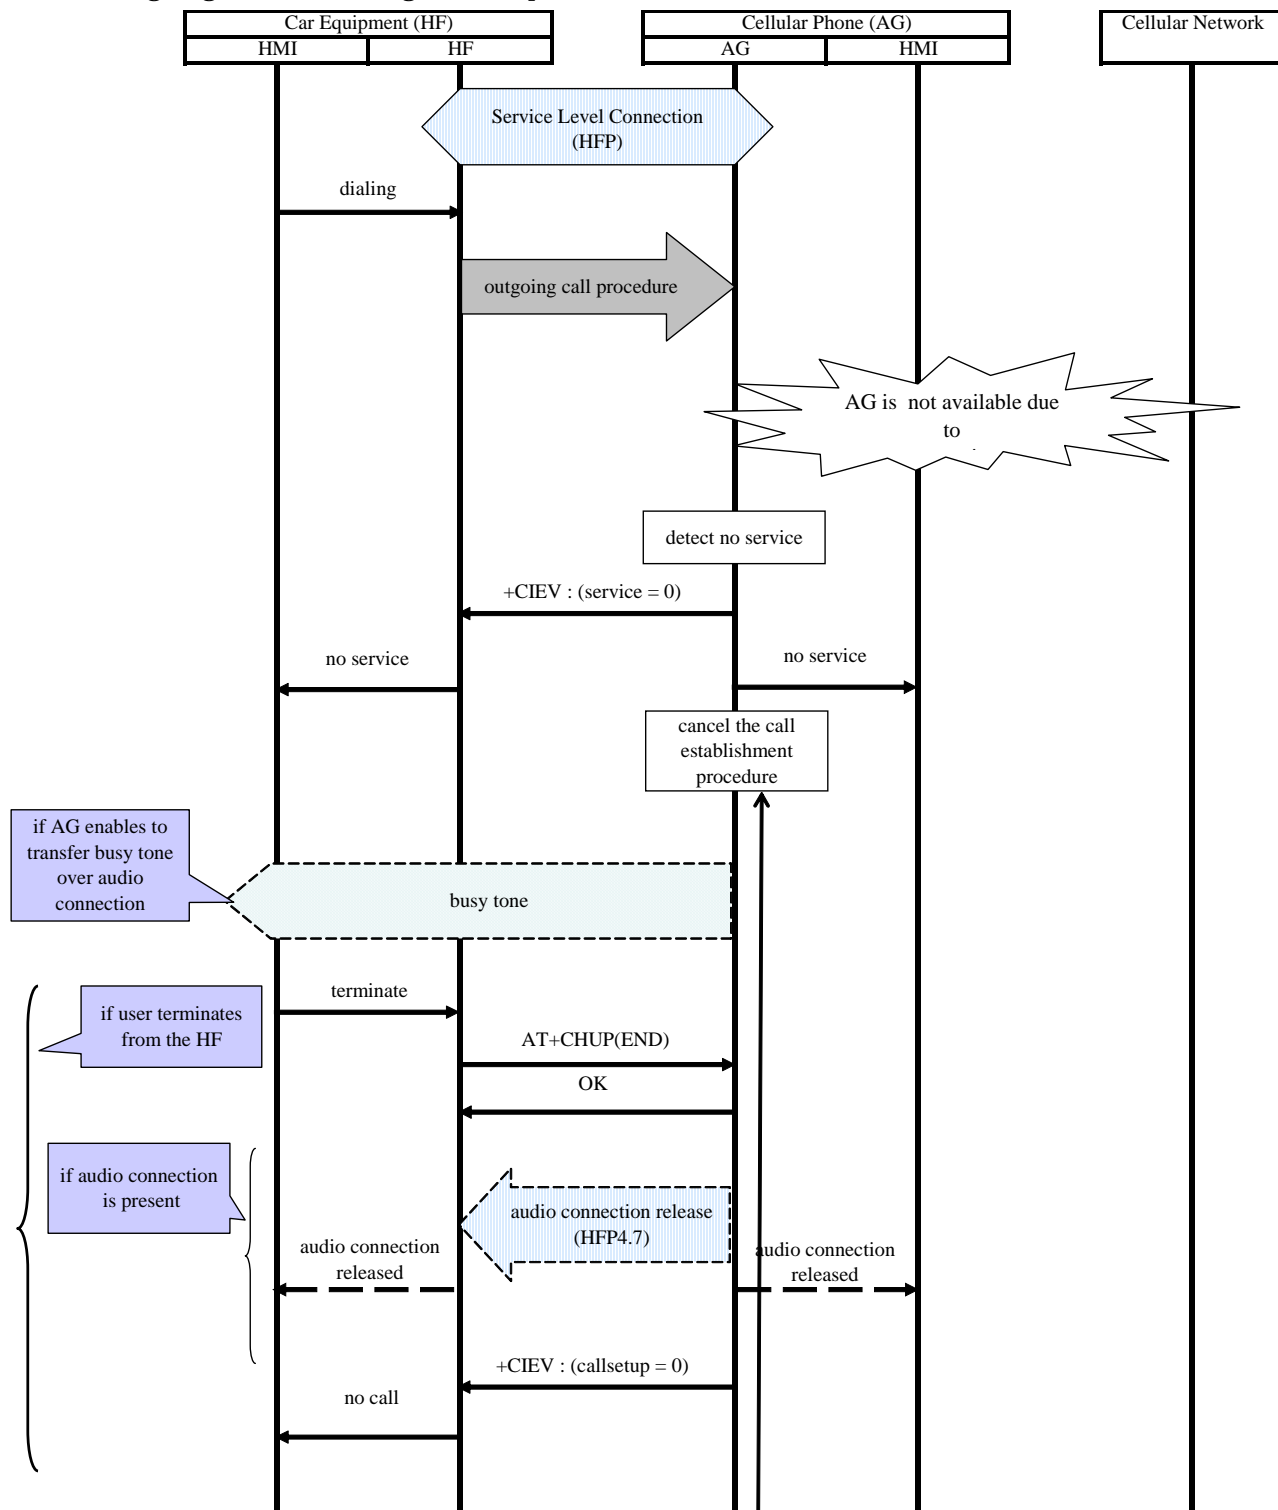 Car Equipment (HF)
Cellular Phone (AG)
Cellular Network
HMI
HF
AG
HMI
Service Level Connection
(HFP)
dialing
outgoing call procedure
AG is not available due
to
detect no service
+CIEV : (service = 0)
no service
no service
cancel the call
establishment
procedure
if AG enables to
transfer busy tone
over audio
connection
busy tone
terminate
if user terminates
from the HF
AT+CHUP(END)
OK
if audio connection
is present
audio connection release
(HFP4.7)
audio connection
released
audio connection
released
+CIEV : (callsetup = 0)
no call